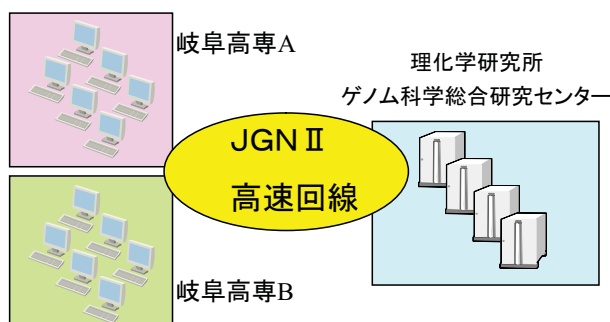 岐阜高専A
理化学研究所
ゲノム科学総合研究センター
JGNⅡ
高速回線
岐阜高専B